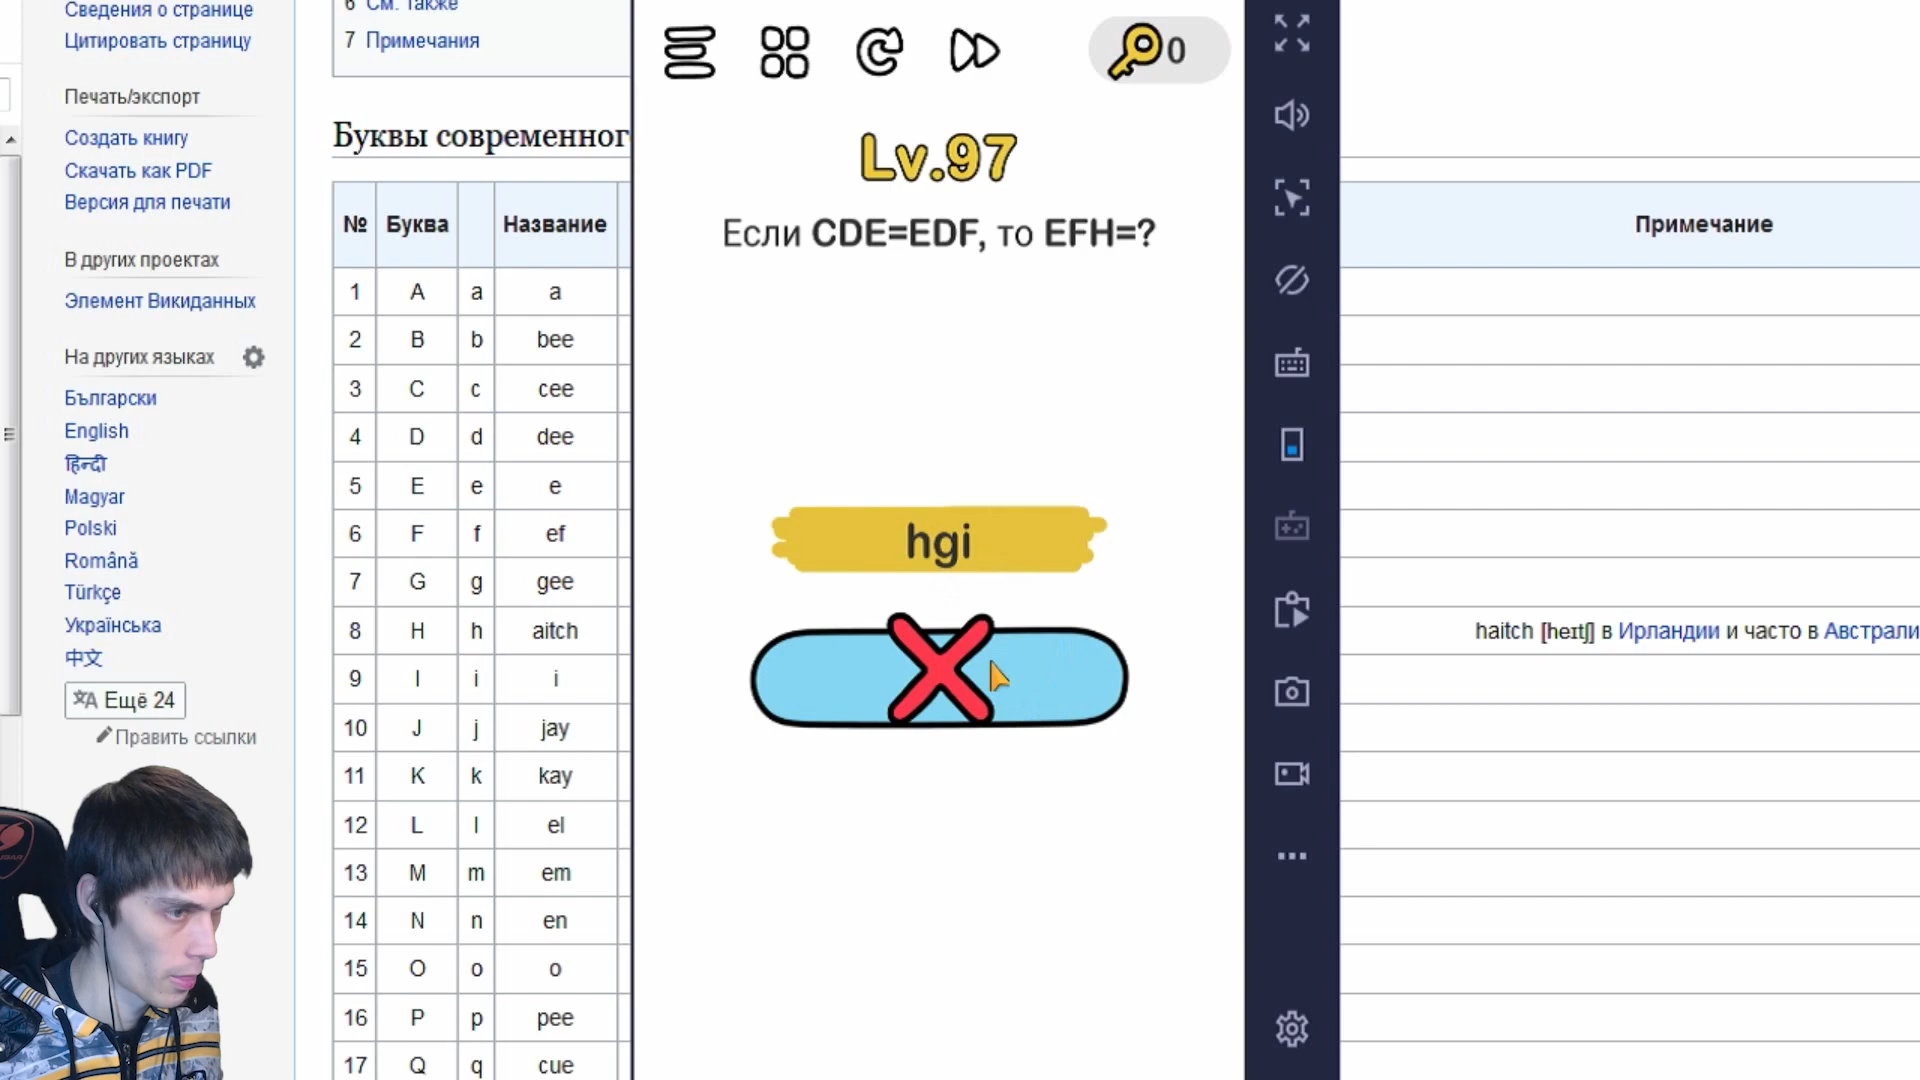 Сведения о странице
Цитировать страницу
Печать/экспорт
Создать книгу
Скачать как PDF
Версия для печати
В других проектах
Элемент Викиданных
На других языках
Български
English
हिन्दी
Magyar
Polski
Română
Türkçe
Українська
中文
Ещё 24
Править ссылки
6 См. также
7 Примечания
Буквы современног
№ Буква Название
1 A a a
2 B b bee
3 C c cee
4 D d dee
5 E e e
6 F f ef
7 G g gee
8 H h aitch
9 I i i
10 J j jay
11 K k kay
12 L l el
13 M m em
14 N n en
15 O o o
16 P p pee
17 Q q cue
0
Lv.97
Если CDE=EDF, то EFH=?
hgi
Примечание
haitch [heɪtʃ] в Ирландии и часто в Австрали